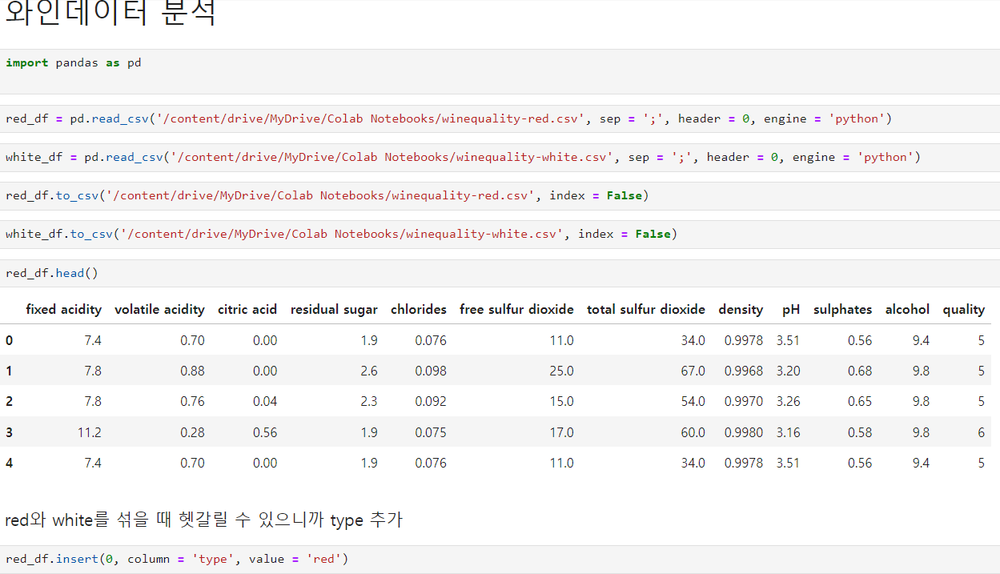 와인데이터 분석
import pandas as pd
red_df = pd.read_csv('/content/drive/MyDrive/Colab Notebooks/winequality-red.csv', sep = ';', header = 0, engine = 'python')
white_df = pd.read_csv('/content/drive/MyDrive/Colab Notebooks/winequality-white.csv', sep = ';', header = 0, engine = 'python')
red_df.to_csv('/content/drive/MyDrive/Colab Notebooks/winequality-red.csv', index = False)
white_df.to_csv('/content/drive/MyDrive/Colab Notebooks/winequality-white.csv', index = False)
red_df.head()
fixed acidity volatile acidity citric acid residual sugar chlorides free sulfur dioxide total sulfur dioxide density pH sulphates alcohol quality
0 7.4 0.70 0.00 1.9 0.076 11.0 34.0 0.9978 3.51 0.56 9.4 5
1 7.8 0.88 0.00 2.6 0.098 25.0 67.0 0.9968 3.20 0.68 9.8 5
2 7.8 0.76 0.04 2.3 0.092 15.0 54.0 0.9970 3.26 0.65 9.8 5
3 11.2 0.28 0.56 1.9 0.075 17.0 60.0 0.9980 3.16 0.58 9.8 6
4 7.4 0.70 0.00 1.9 0.076 11.0 34.0 0.9978 3.51 0.56 9.4 5
red와 white를 섞을 때 헷갈릴 수 있으니까 type 추가
red_df.insert(0, column = 'type', value = 'red')